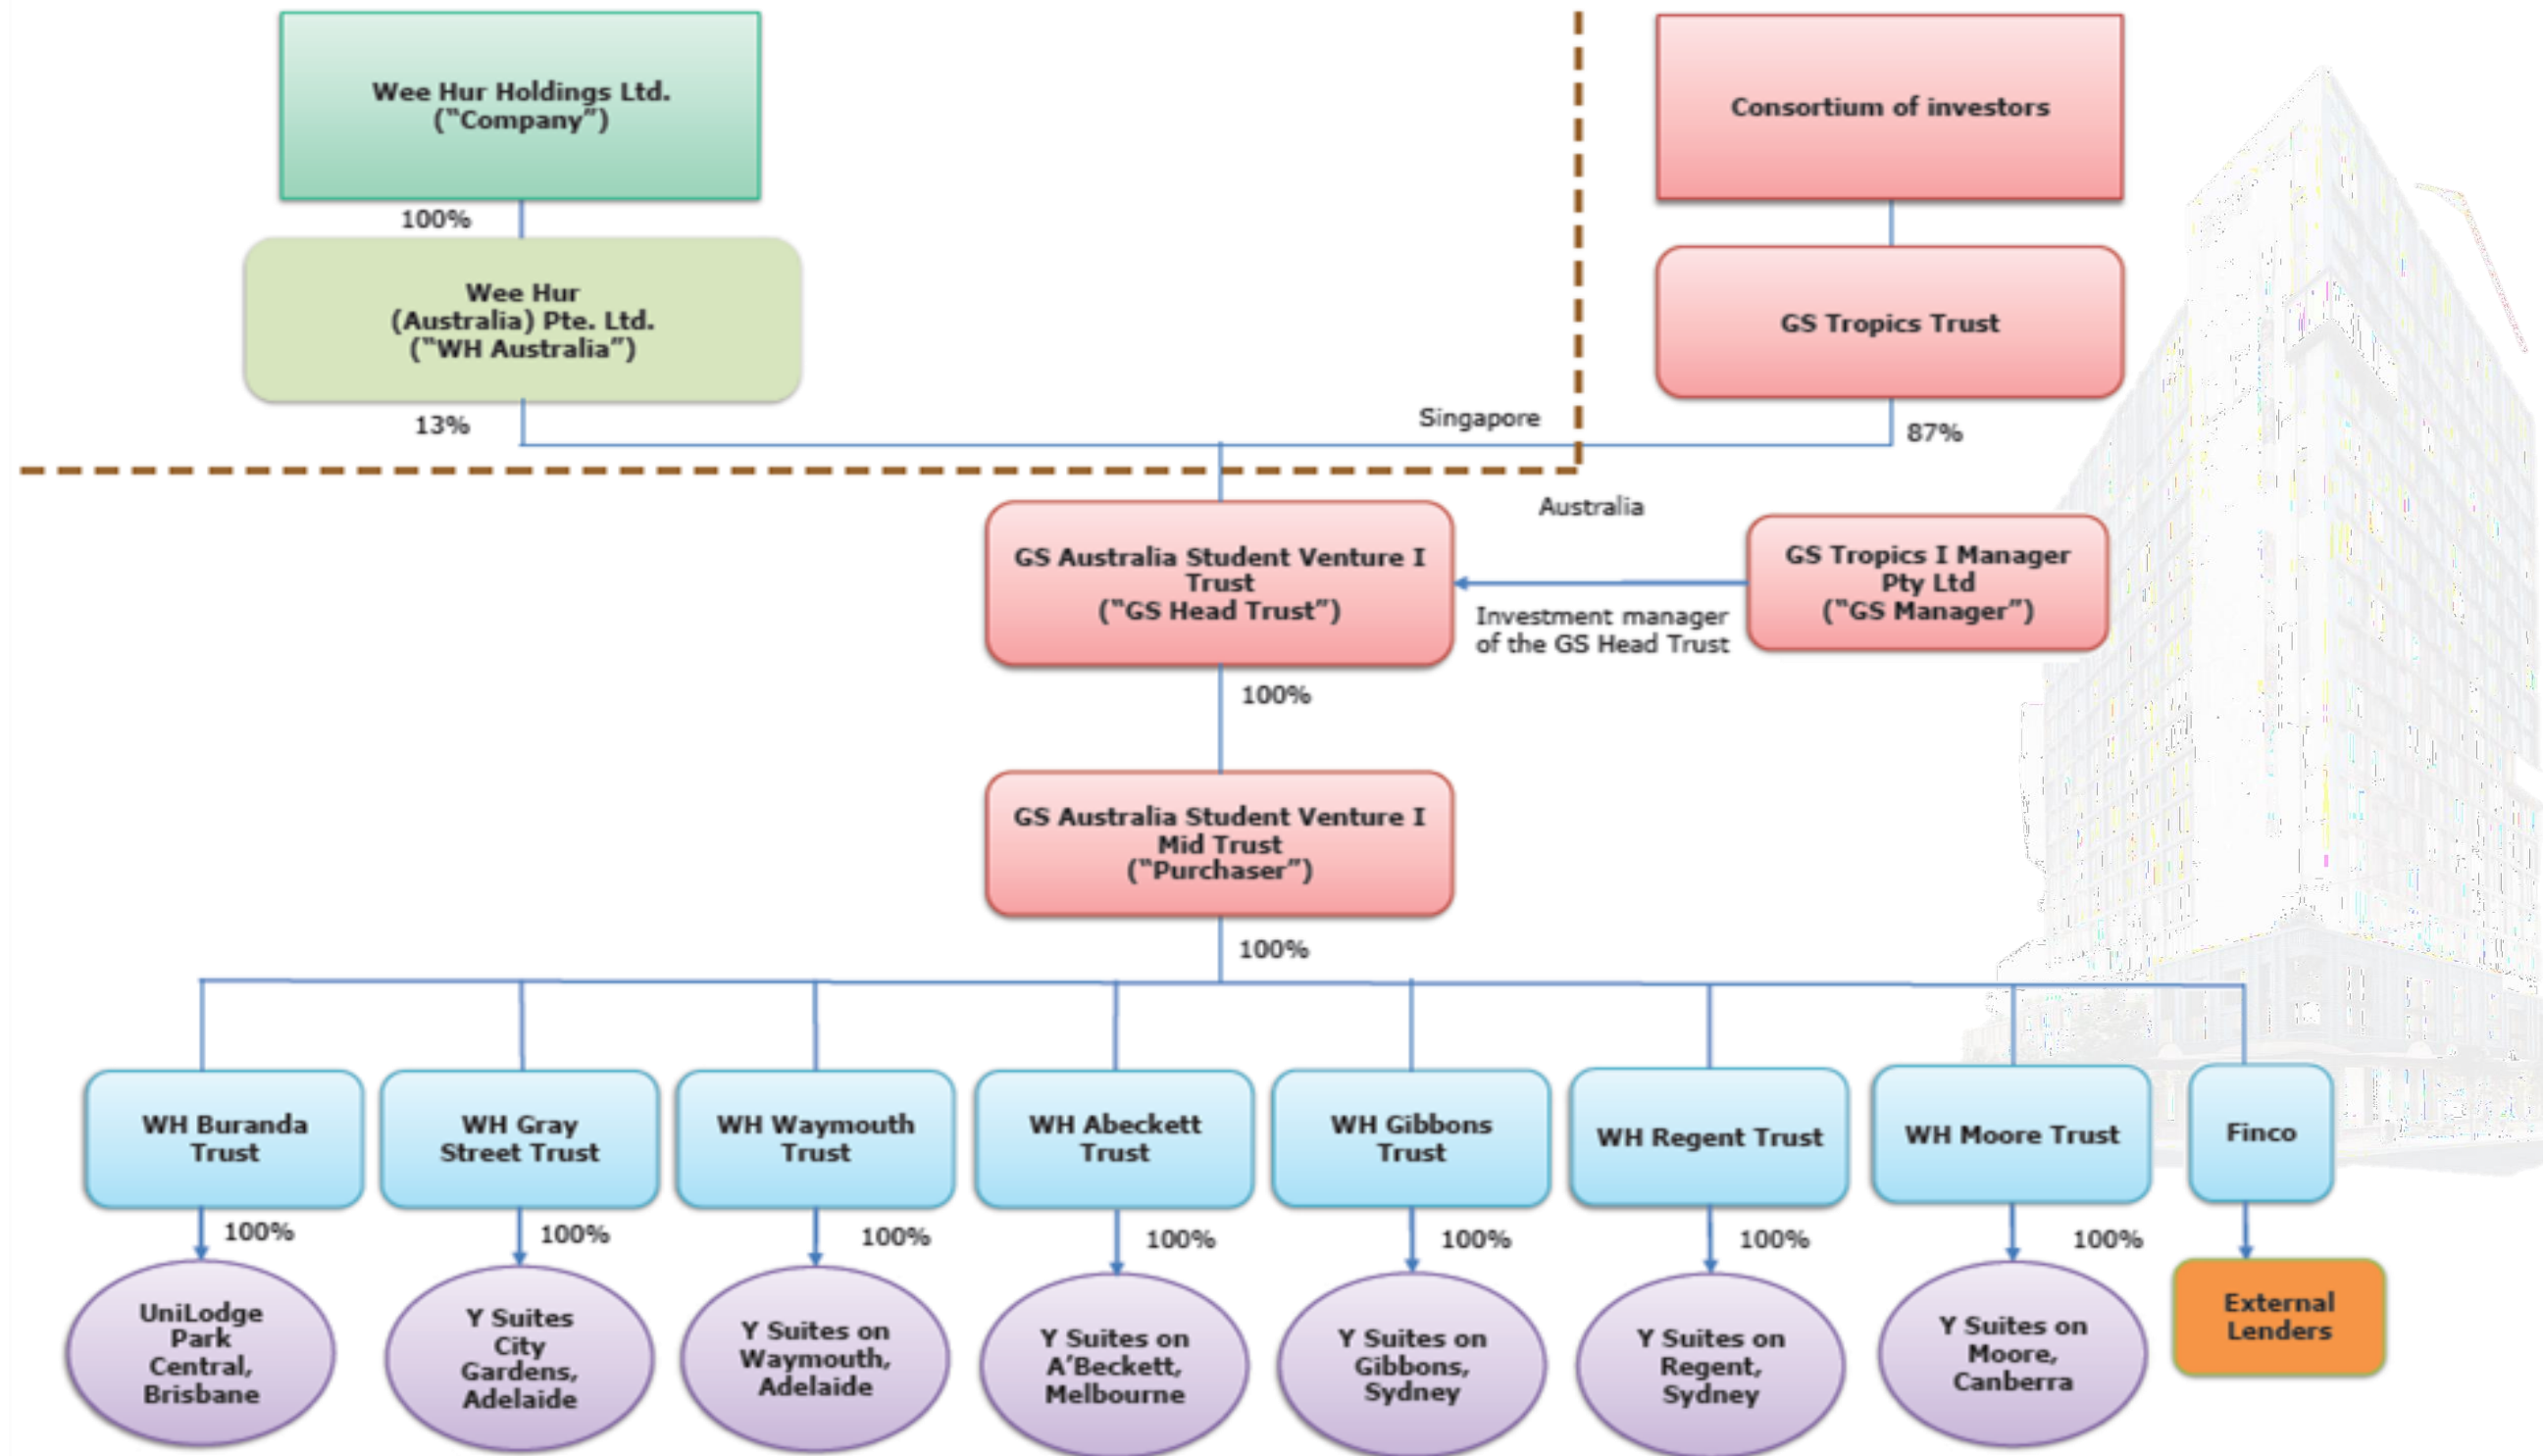 Wee Hur Holdings Ltd.
(“Company”)
Consortium of investors
100%
Wee Hur
(Australia) Pte. Ltd.
(“WH Australia”)
GS Tropics Trust
13%
Singapore
87%
Australia
GS Australia Student Venture I
Trust
(“GS Head Trust”)
GS Tropics I Manager
Pty Ltd
(“GS Manager”)
Investment manager
of the GS Head Trust
100%
GS Australia Student Venture I
Mid Trust
(“Purchaser”)
100%
WH Buranda
Trust
WH Gray
Street Trust
WH Waymouth
Trust
WH Abeckett
Trust
WH Gibbons
Trust
WH Regent Trust
WH Moore Trust
Finco
100%
100%
100%
100%
100%
100%
100%
UniLodge
Park
Central,
Brisbane
Y Suites
City
Gardens,
Adelaide
Y Suites on
Waymouth,
Adelaide
Y Suites on
A’Beckett,
Melbourne
Y Suites on
Gibbons,
Sydney
Y Suites on
Regent,
Sydney
Y Suites on
Moore,
Canberra
External
Lenders